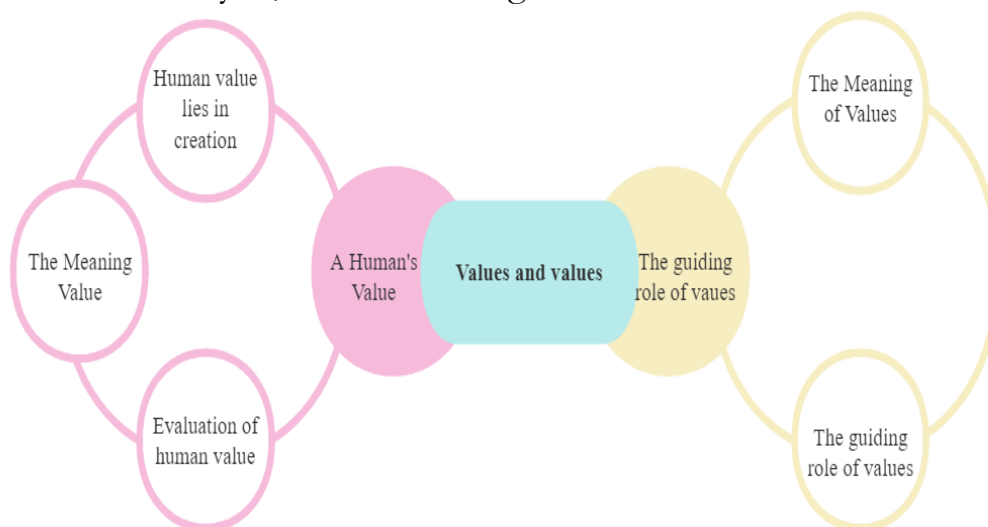 Human value
lies in
creation
The Meaning
Value
Evaluation of
human value
A Human's
Value
Values and values
The guiding
role of vaues
The Meaning
of Values
The guiding
role of values